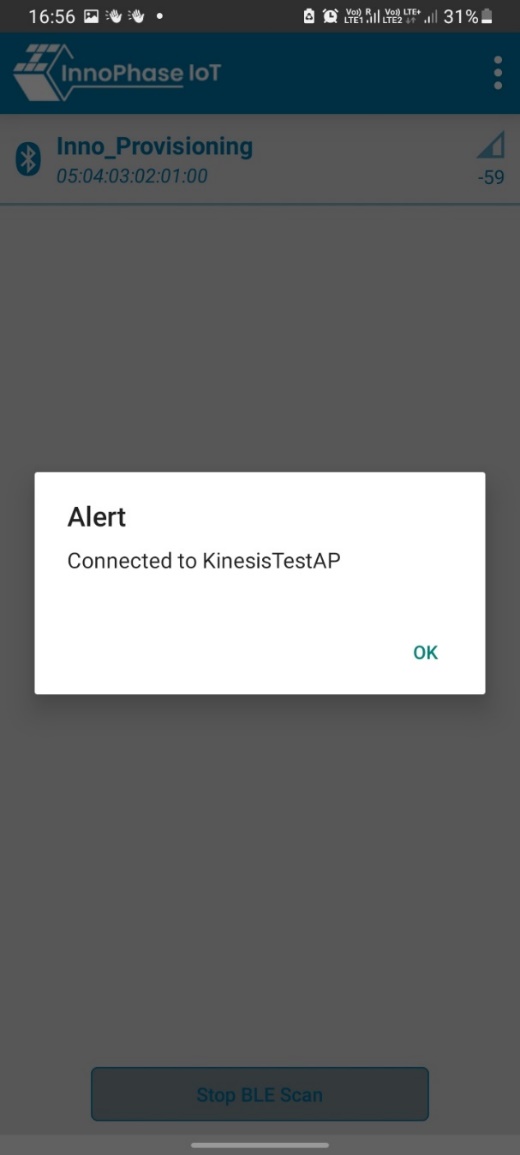 16:56
Vo)) R Vo)) LTE+
LTE1 LTE2 31%
InnoPhase IoT
Inno_Provisioning
05:04:03:02:01:00
-59
Alert
Connected to KinesisTestAP
OK
Stop BLE Scan